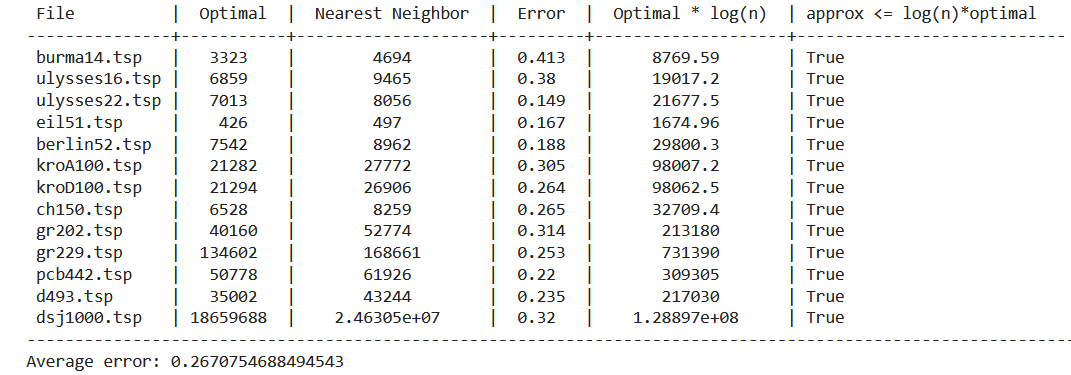 File | Optimal | Nearest Neighbor | Error | Optimal * log(n) | approx <= log(n)*optimal
---------------+----------+------------------+--------+------------------+----------------------------
burma14.tsp | 3323 | 4694 | 0.413 | 8769.59 | True
ulysses16.tsp | 6859 | 9465 | 0.38 | 19017.2 | True
ulysses22.tsp | 7013 | 8056 | 0.149 | 21677.5 | True
eil51.tsp | 426 | 497 | 0.167 | 1674.96 | True
berlin52.tsp | 7542 | 8962 | 0.188 | 29800.3 | True
kroA100.tsp | 21282 | 27772 | 0.305 | 98007.2 | True
kroD100.tsp | 21294 | 26906 | 0.264 | 98062.5 | True
ch150.tsp | 6528 | 8259 | 0.265 | 32709.4 | True
gr202.tsp | 40160 | 52774 | 0.314 | 213180 | True
gr229.tsp | 134602 | 168661 | 0.253 | 731390 | True
pcb442.tsp | 50778 | 61926 | 0.22 | 309305 | True
d493.tsp | 35002 | 43244 | 0.235 | 217030 | True
dsj1000.tsp | 18659688 | 2.46305e+07 | 0.32 | 1.28897e+08 | True
--------------------------------------------------------------------------------------------------
Average error: 0.2670754688494543